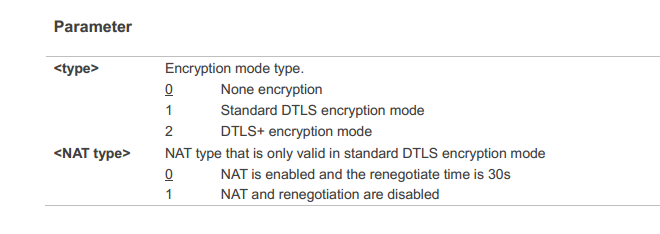 Parameter
<type> Encryption mode type.
0 None encryption
1 Standard DTLS encryption mode
2 DTLS+ encryption mode
<NAT type> NAT type that is only valid in standard DTLS encryption mode
0 NAT is enabled and the renegotiate time is 30s
1 NAT and renegotiation are disabled